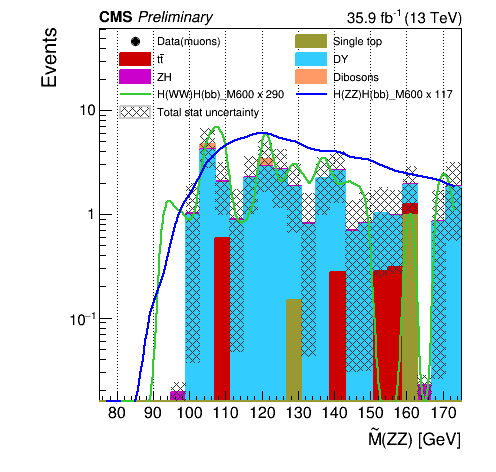 CMS Preliminary 35.9 fb⁻¹ (13 TeV)
Events
Data(muons) Single top
tt̄ DY
ZH Dibosons
H(WW)H(bb)_M600 x 290 H(ZZ)H(bb)_M600 x 117
Total stat uncertainty
10
1
10⁻¹
80 90 100 110 120 130 140 150 160 170
M̃(ZZ) [GeV]